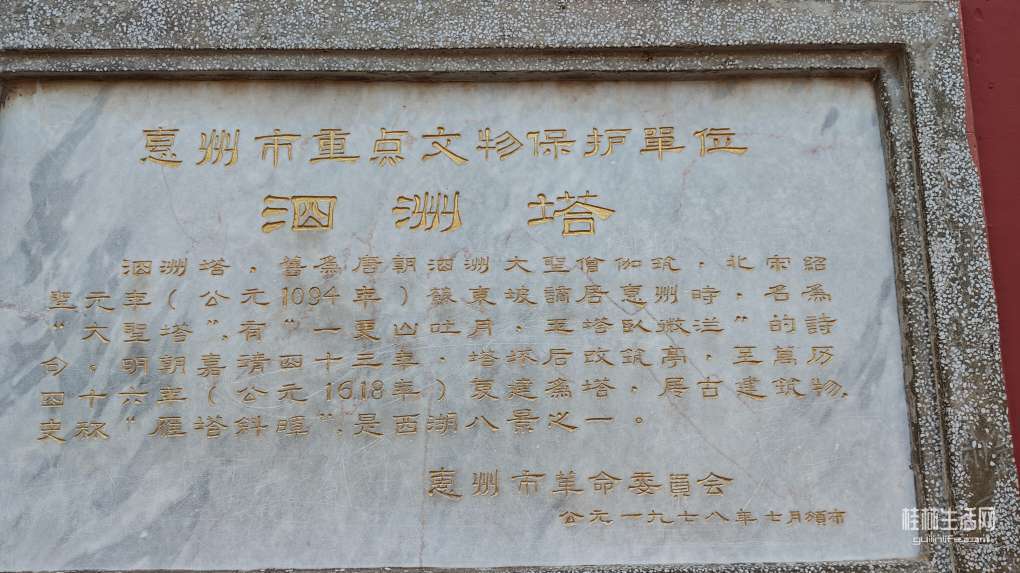 惠州市重点文物保护單位
泗洲塔
泗洲塔，舊為唐朝泗洲大聖僧伽筑，北宋紹
聖元年（公元1094年）蘇東坡謫居惠州時，名為
“大聖塔”，有“一更山吐月，玉塔卧微澜”的詩
句，明朝嘉靖四十三年，塔圮后改筑亭，至萬历
四十六年（公元1618年）复建為塔，居古建筑物，
史称“雁塔斜暉”，是西湖八景之一。
惠州市革命委員会
公元一九七八年七月頒布
桂林生活网
guilinlife.com